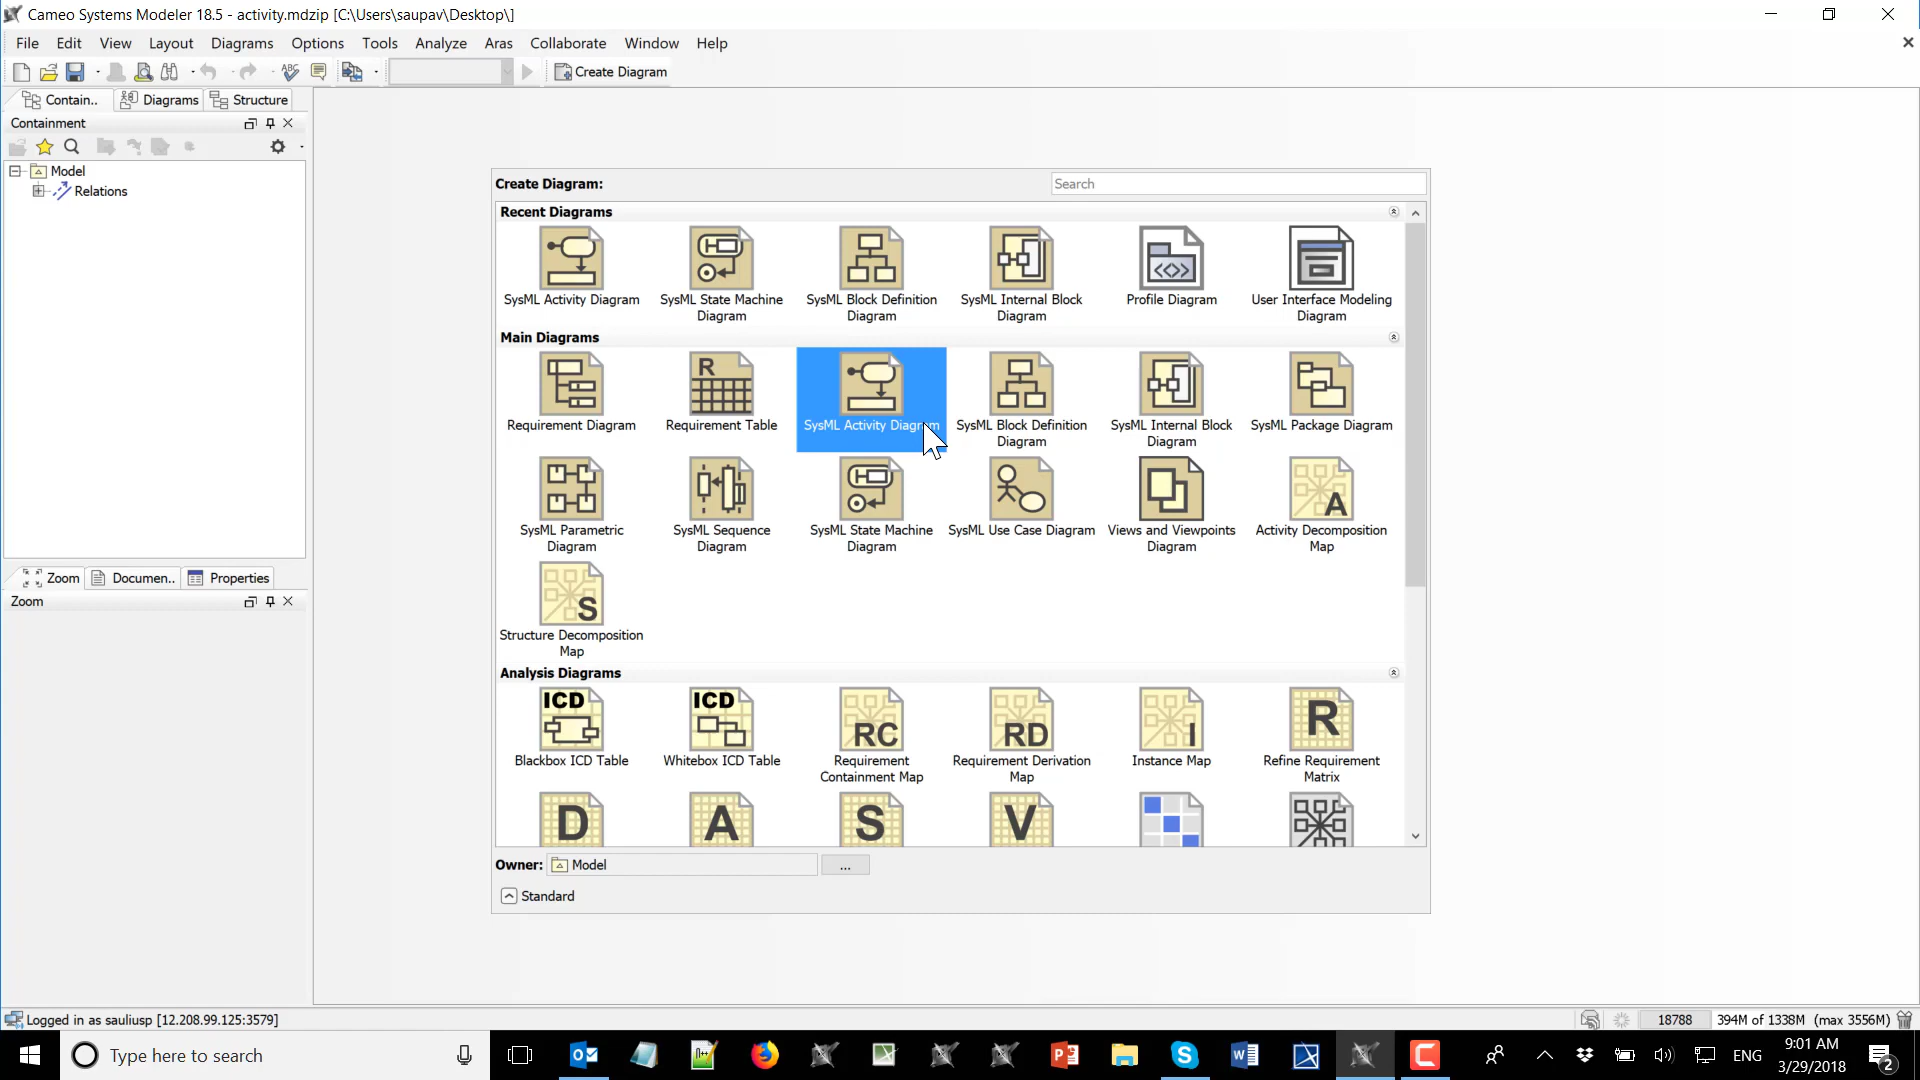 Cameo Systems Modeler 18.5 - activity.mdzip [C:\Users\saupav\Desktop\]
File Edit View Layout Diagrams Options Tools Analyze Aras Collaborate Window Help
Create Diagram
Contain.. Diagrams Structure
Containment
Model
Relations
Create Diagram: Search
Recent Diagrams
SysML Activity Diagram SysML State Machine Diagram SysML Block Definition Diagram SysML Internal Block Diagram Profile Diagram User Interface Modeling Diagram
Main Diagrams
Requirement Diagram R Requirement Table SysML Activity Diagram SysML Block Definition Diagram SysML Internal Block Diagram SysML Package Diagram
SysML Parametric Diagram SysML Sequence Diagram SysML State Machine Diagram SysML Use Case Diagram Views and Viewpoints Diagram A Activity Decomposition Map
S Structure Decomposition Map
Analysis Diagrams
ICD Blackbox ICD Table ICD Whitebox ICD Table RC Requirement Containment Map RD Requirement Derivation Map I Instance Map R Refine Requirement Matrix
D A S V
Owner: Model ...
Standard
Zoom Documen.. Properties
Zoom
Logged in as sauliusp [12.208.99.125:3579] 18788 394M of 1338M (max 3556M)
Type here to search ENG 9:01 AM
3/29/2018 2